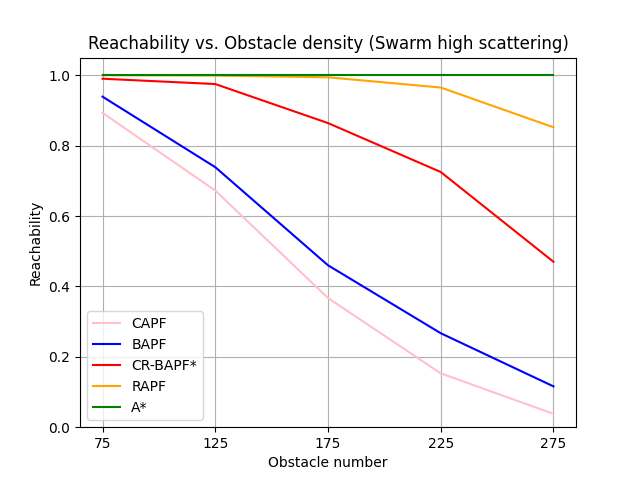 Reachability vs. Obstacle density (Swarm high scattering)
Reachability
1.0
0.8
0.6
0.4
0.2
0.0
CAPF
BAPF
CR-BAPF*
RAPF
A*
75
125
175
225
275
Obstacle number